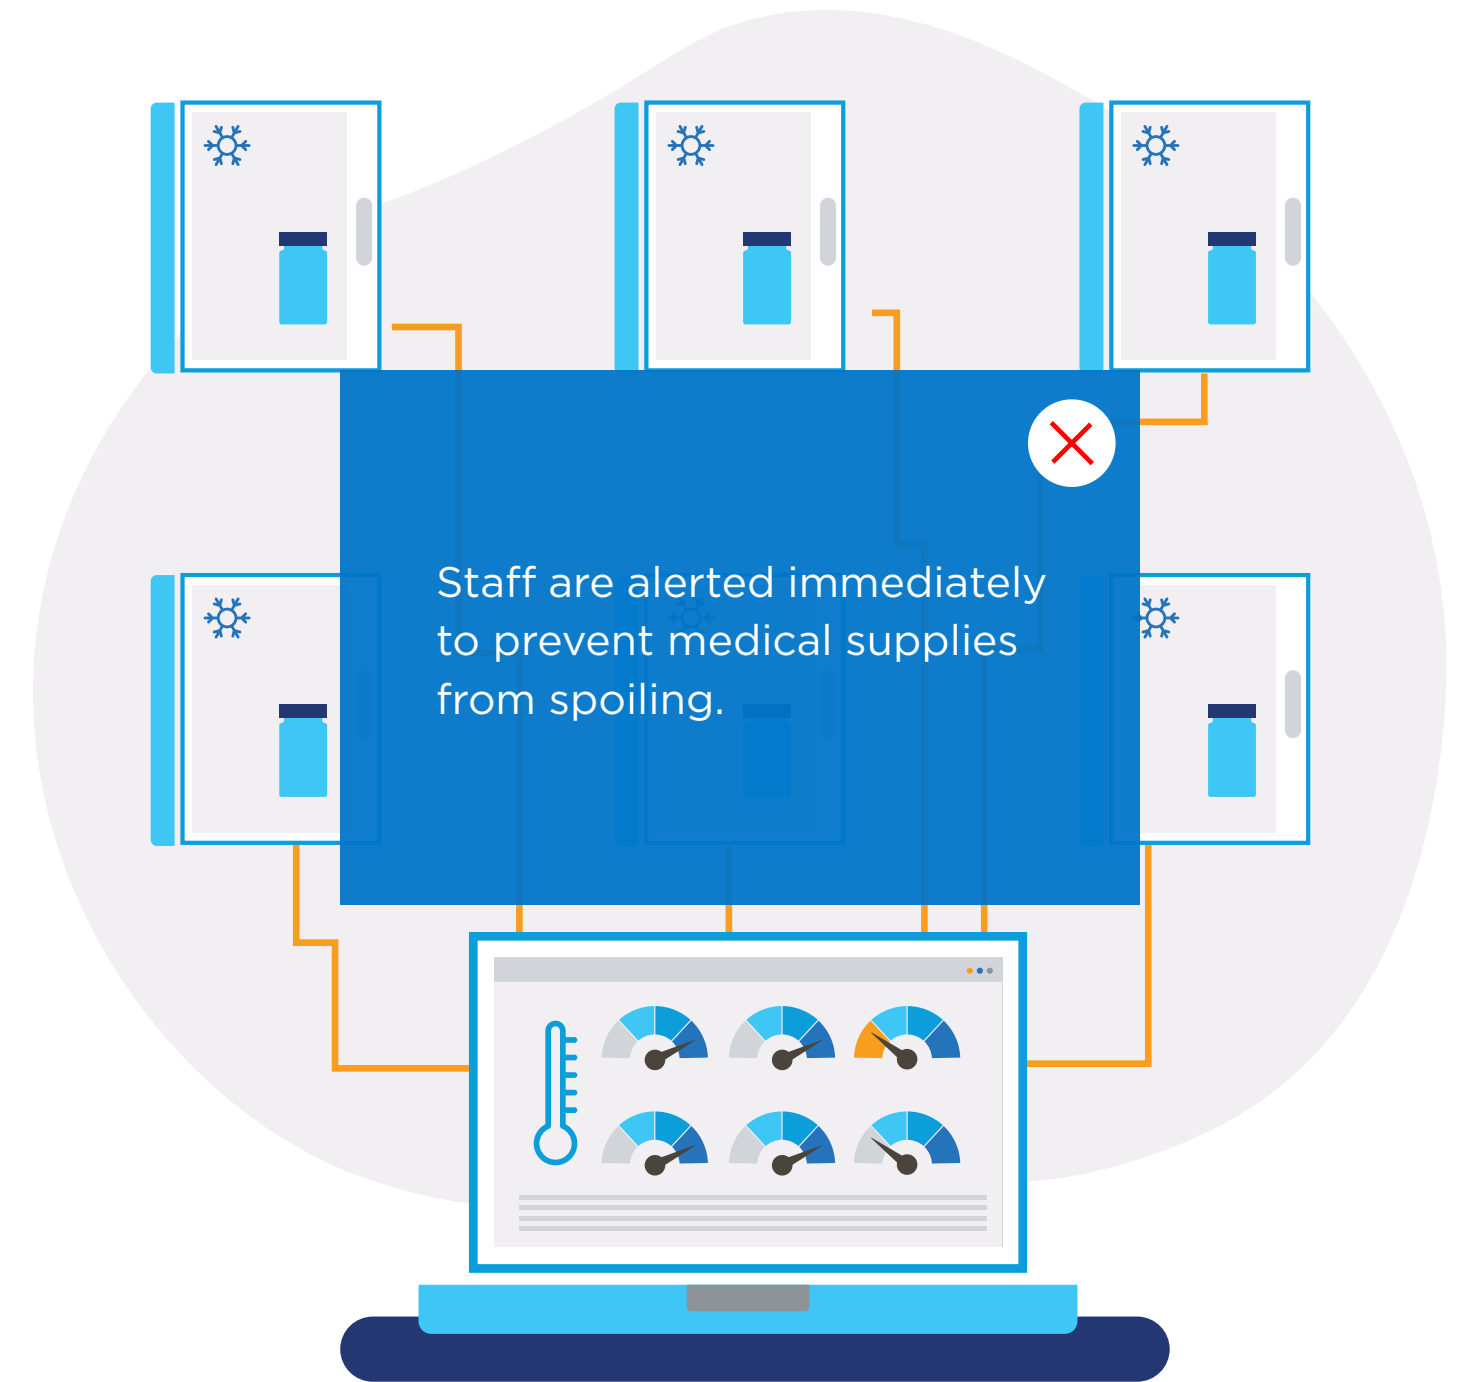 Staff are alerted immediately
to prevent medical supplies
from spoiling.